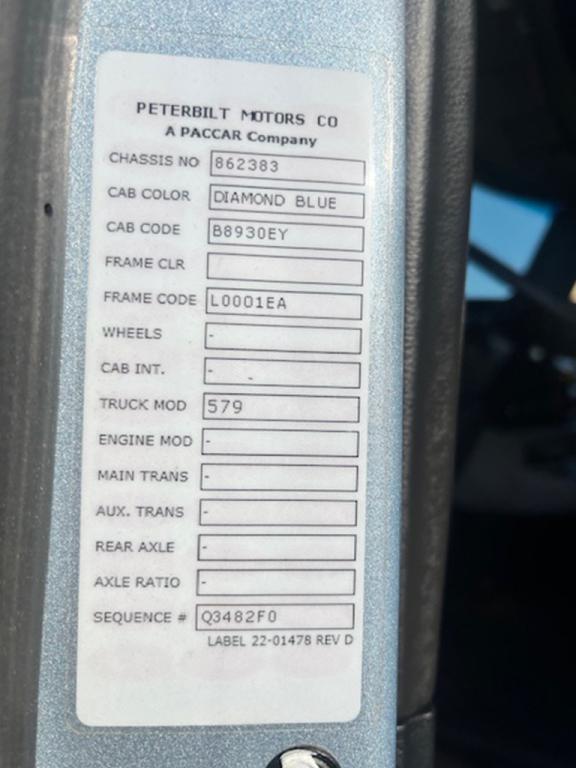 PETERBILT MOTORS CO
A PACCAR Company
CHASSIS NO 862383
CAB COLOR DIAMOND BLUE
CAB CODE B8930EY
FRAME CLR
FRAME CODE L0001EA
WHEELS -
CAB INT. -
TRUCK MOD 579
ENGINE MOD -
MAIN TRANS -
AUX. TRANS -
REAR AXLE -
AXLE RATIO -
SEQUENCE # Q3482F0
LABEL 22-01478 REV D